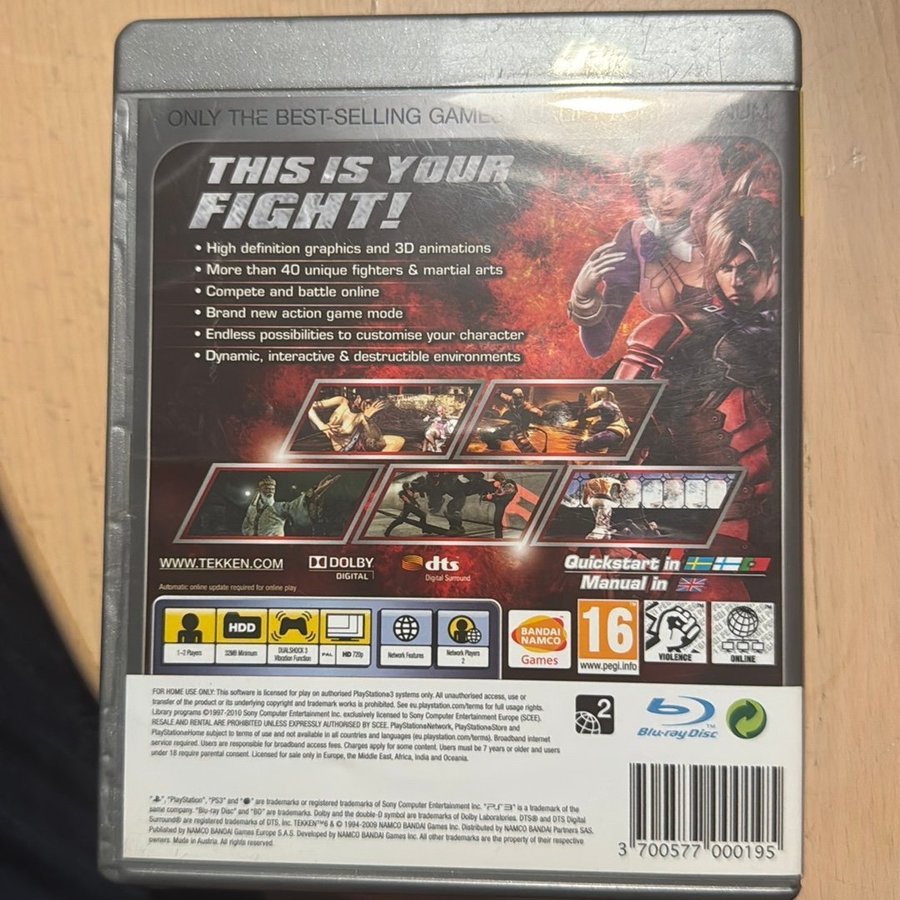 ONLY THE BEST-SELLING GAMES
THIS IS YOUR
FIGHT!
• High definition graphics and 3D animations
• More than 40 unique fighters & martial arts
• Compete and battle online
• Brand new action game mode
• Endless possibilities to customise your character
• Dynamic, interactive & destructible environments
WWW.TEKKEN.COM
DOLBY
DIGITAL
dts
Digital Surround
Quickstart in
Manual in
Automatic online update required for online play
1-2 Players
HDD
32MB Minimum
DUALSHOCK 3
Vibration Function
PAL
HD 720p
Network Features
Network Players
2
BANDAI
NAMCO
Games
16
www.pegi.info
VIOLENCE
ONLINE
FOR HOME USE ONLY: This software is licensed for play on authorised PlayStation®3 systems only. All unauthorised access, use or
transfer of the product or its underlying copyright and trademark works is prohibited. See eu.playstation.com/terms for full usage rights.
Library programs ©1997-2010 Sony Computer Entertainment Inc. exclusively licensed to Sony Computer Entertainment Europe (SCEE).
RESALE AND RENTAL ARE PROHIBITED UNLESS EXPRESSLY AUTHORISED BY SCEE. PlayStation®Network, PlayStation®Store and
PlayStation®Home subject to terms of use and not available in all countries and languages (eu.playstation.com/terms). Broadband internet
service required. Users are responsible for broadband access fees. Charges apply for some content. Users must be 7 years or older and users
under 18 require parental consent. Licensed for sale only in Europe, the Middle East, Africa, India and Oceania.
2
Blu-ray Disc™
", "PlayStation", "PS3" and " " are trademarks or registered trademarks of Sony Computer Entertainment Inc. "PS3" is a trademark of the
same company. "Blu-ray Disc" and "BD" are trademarks. Dolby and the double-D symbol are trademarks of Dolby Laboratories. DTS® and DTS Digital
Surround® are registered trademarks of DTS, Inc. TEKKEN™6 & © 1994-2009 NAMCO BANDAI Games Inc. Distributed by NAMCO BANDAI Partners SAS.
Published by NAMCO BANDAI Games Europe S.A.S. Developed by NAMCO BANDAI Games Inc. All other trademarks are the property of their respective
owners. Made in Austria. All rights reserved.
3 700577 000195